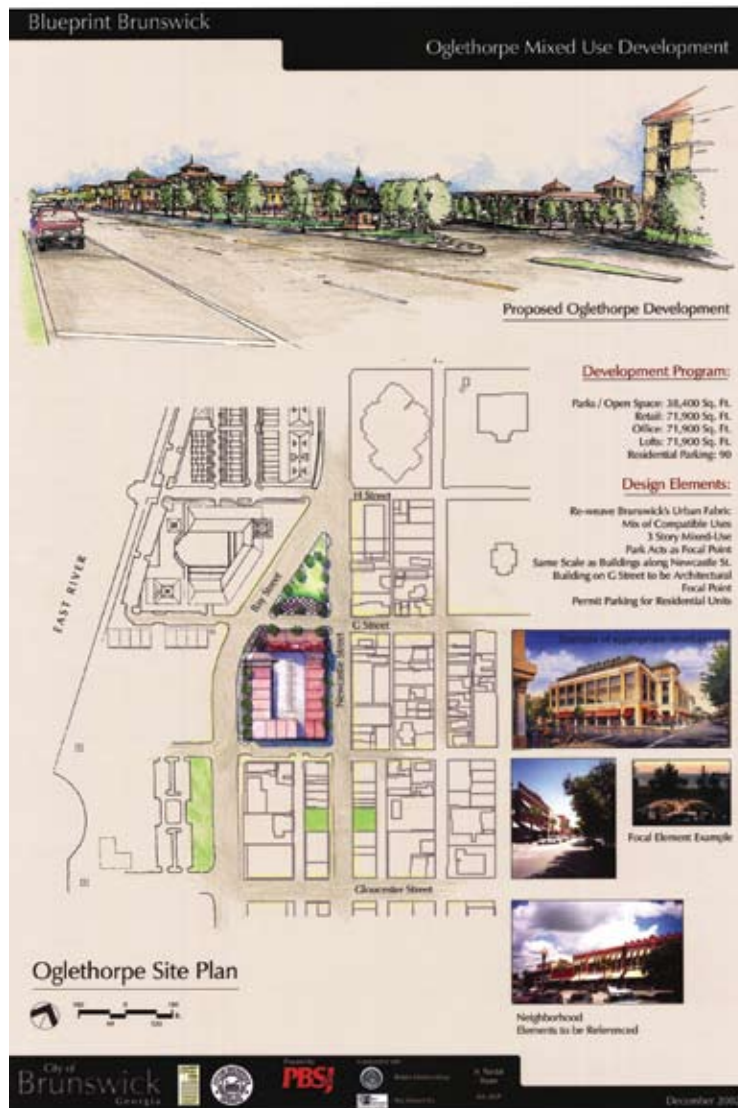 Blueprint Brunswick
Oglethorpe Mixed Use Development
Proposed Oglethorpe Development
Development Program:
Parks / Open Space: 38,400 Sq. Ft.
Retail: 71,900 Sq. Ft.
Office: 71,900 Sq. Ft.
Lofts: 71,900 Sq. Ft.
Residential Parking: 90
Design Elements:
Re-weave Brunswick's Urban Fabric
Mix of Compatible Uses
3 Story Mixed-Use
Park Acts as Focal Point
Same Scale as Buildings along Newcastle St.
Building on G Street to be Architectural
Focal Point
Permit Parking for Residential Units
H Street
Bay Street
EAST RIVER
G Street
Newcastle Street
Focal Element Example
Gloucester Street
Oglethorpe Site Plan
Neighborhood
Elements to be Referenced
City of
Brunswick
Georgia
PBSJ
December 2002